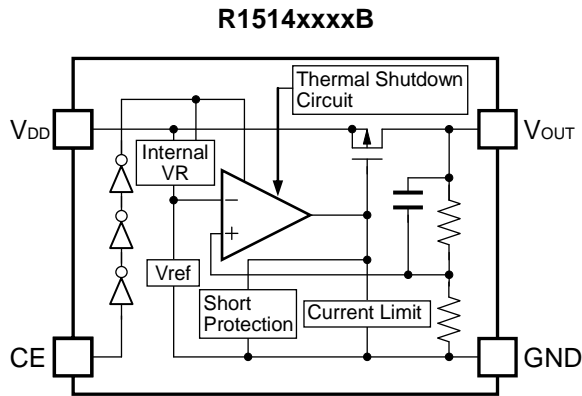 R1514xxxxB
Thermal Shutdown
Circuit
VDD
VOUT
Internal
VR
−
+
Vref
Short
Protection
Current Limit
CE
GND